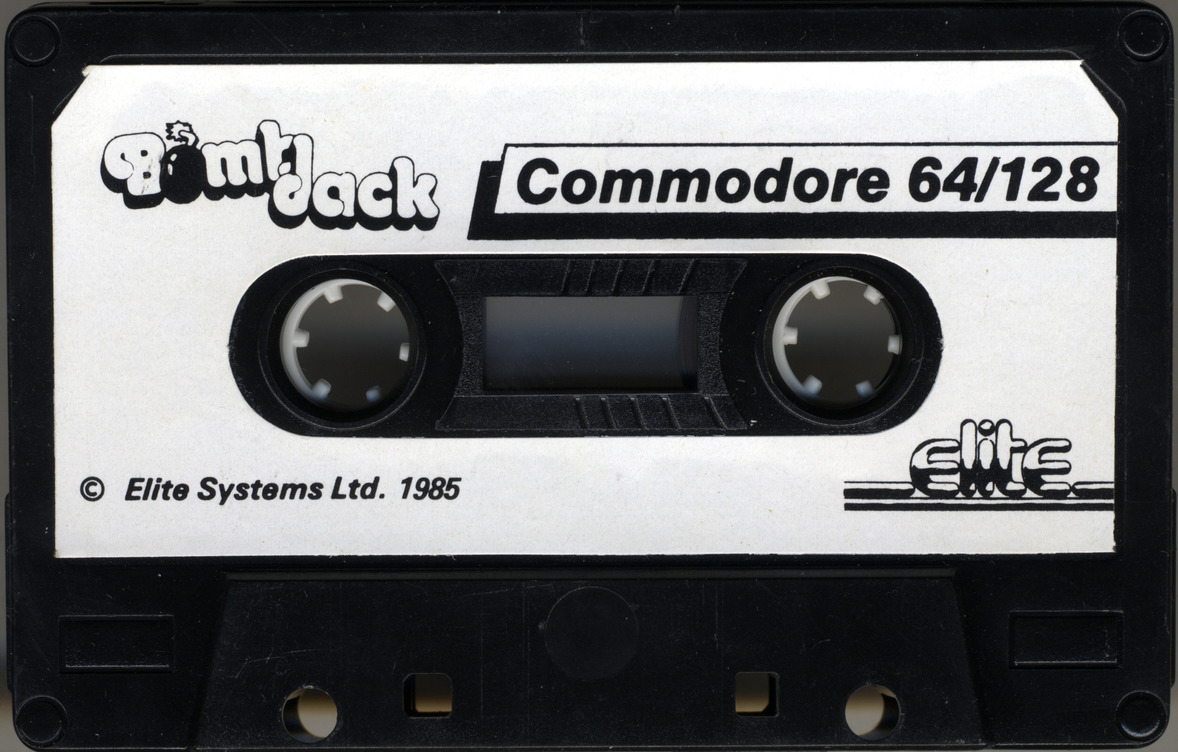 Bomb Jack
Commodore 64/128
© Elite Systems Ltd. 1985
Elite